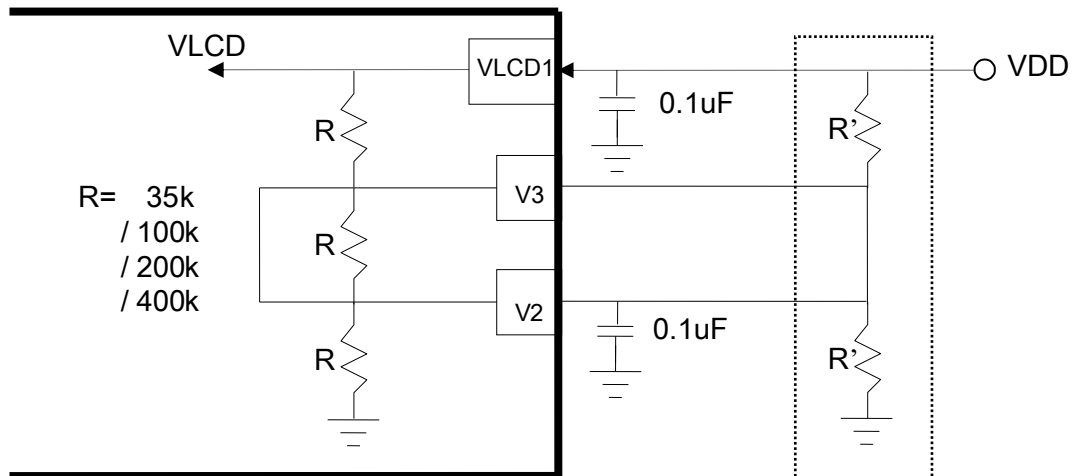 VLCD
VLCD1
VDD
0.1uF
R
R’
V3
R= 35k
/ 100k
/ 200k
/ 400k
R
V2
0.1uF
R
R’